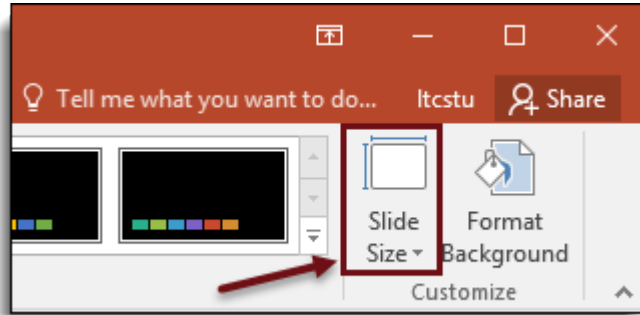 Tell me what you want to do...
ltcstu
Share
Slide
Size
Format
Background
Customize